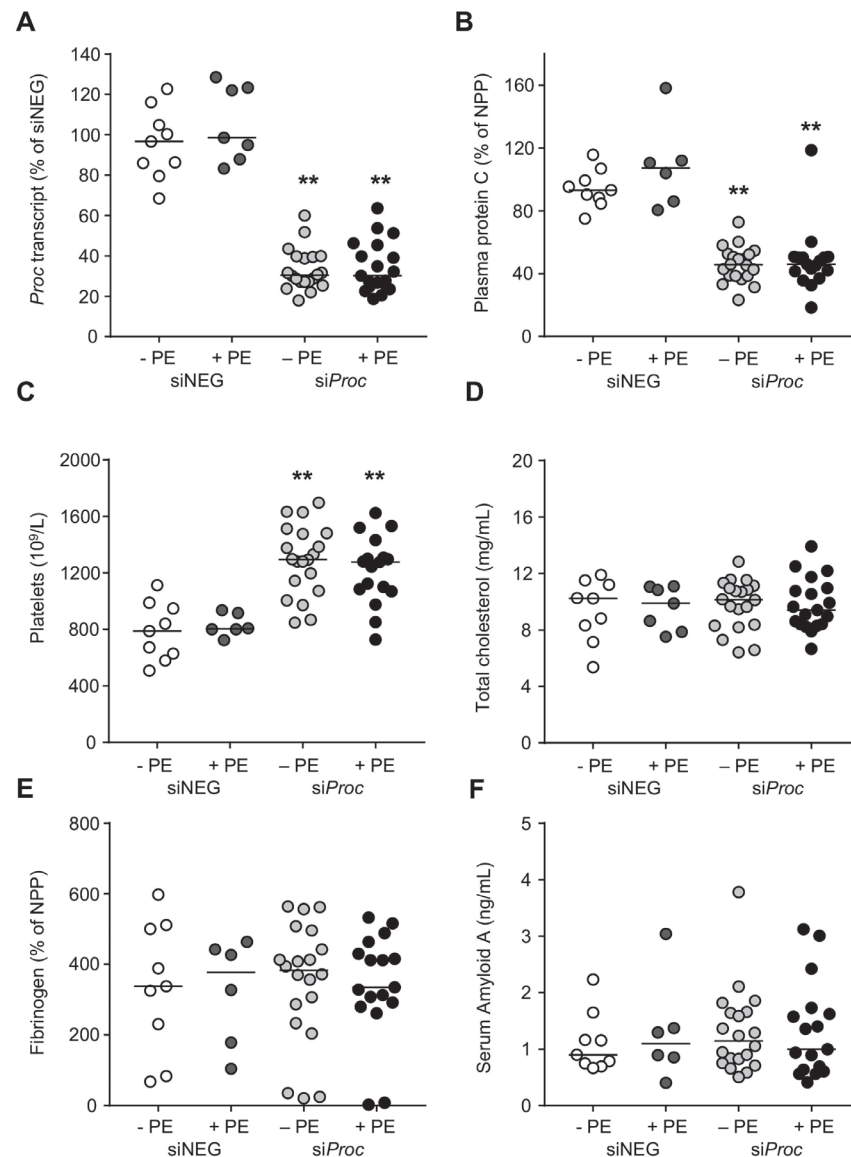 A
Proc transcript (% of siNEG)
140
120
100
80
60
40
20
0
**
**
- PE
+ PE
– PE
+ PE
siNEG
siProc
B
Plasma protein C (% of NPP)
160
120
80
40
0
**
**
- PE
+ PE
– PE
+ PE
siNEG
siProc
C
Platelets (10⁹/L)
2000
1600
1200
800
400
0
**
**
- PE
+ PE
– PE
+ PE
siNEG
siProc
D
Total cholesterol (mg/mL)
20
16
12
8
4
0
- PE
+ PE
– PE
+ PE
siNEG
siProc
E
Fibrinogen (% of NPP)
800
600
400
200
0
- PE
+ PE
– PE
+ PE
siNEG
siProc
F
Serum Amyloid A (ng/mL)
5
4
3
2
1
0
- PE
+ PE
– PE
+ PE
siNEG
siProc